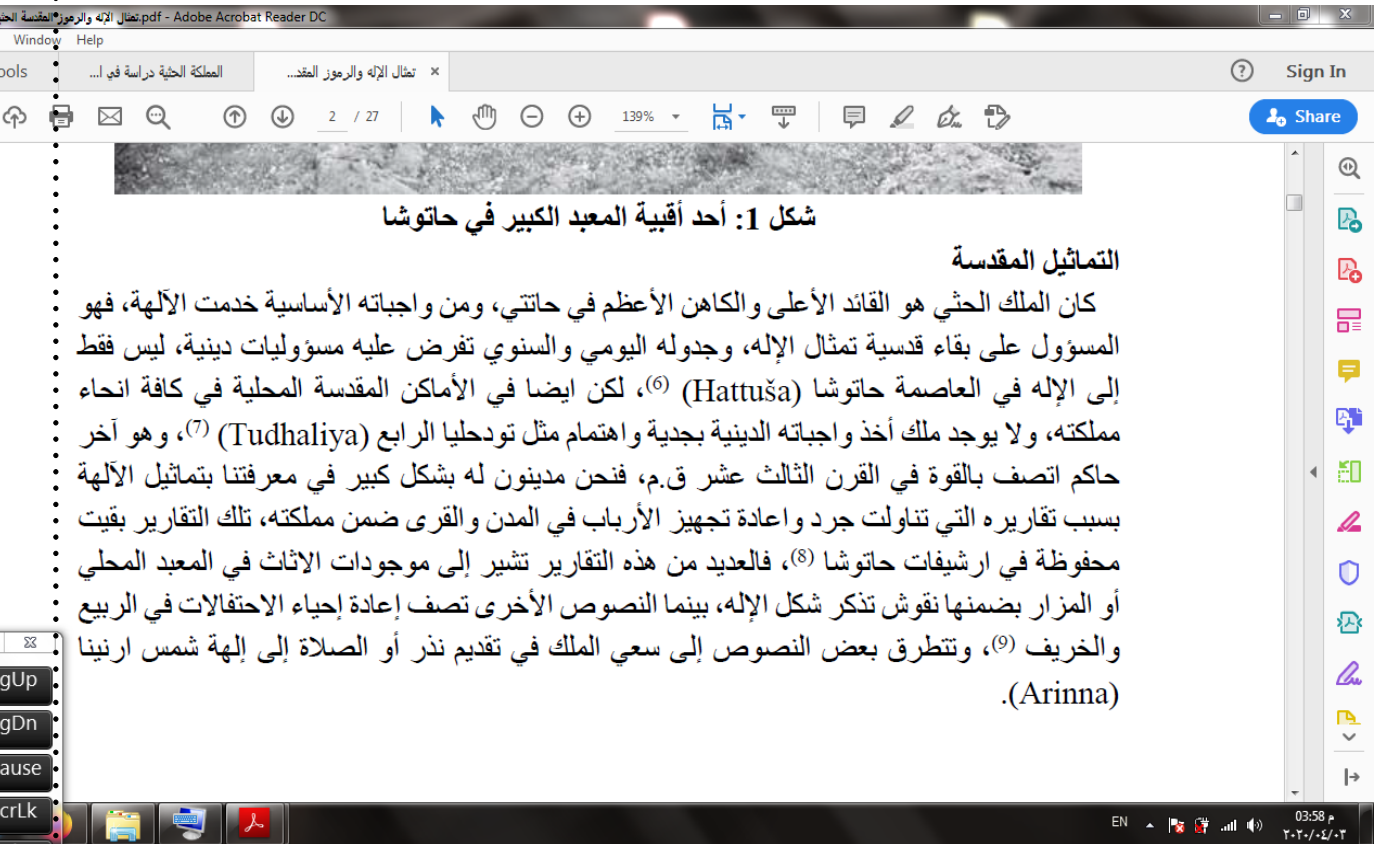 تمثال الإله والرموز المقدسة الحثي.pdf - Adobe Acrobat Reader DC
Window Help
ools
المملكة الحثية دراسة في ا...
تمثال الإله والرموز المقد... ×
Sign In
2 / 27
139%
Share
شكل 1: أحد أقبية المعبد الكبير في حاتوشا
التماثيل المقدسة
كان الملك الحثي هو القائد الأعلى والكاهن الأعظم في حاتتي، ومن واجباته الأساسية خدمت الآلهة، فهو
المسؤول على بقاء قدسية تمثال الإله، وجدوله اليومي والسنوي تفرض عليه مسؤوليات دينية، ليس فقط
إلى الإله في العاصمة حاتوشا (Hattuša) (6)، لكن ايضا في الأماكن المقدسة المحلية في كافة انحاء
مملكته، ولا يوجد ملك أخذ واجباته الدينية بجدية واهتمام مثل تودحليا الرابع (Tudhaliya) (7)، وهو آخر
حاكم اتصف بالقوة في القرن الثالث عشر ق.م، فنحن مدينون له بشكل كبير في معرفتنا بتماثيل الآلهة
بسبب تقاريره التي تناولت جرد واعادة تجهيز الأرباب في المدن والقرى ضمن مملكته، تلك التقارير بقيت
محفوظة في ارشيفات حاتوشا (8)، فالعديد من هذه التقارير تشير إلى موجودات الاثاث في المعبد المحلي
أو المزار بضمنها نقوش تذكر شكل الإله، بينما النصوص الأخرى تصف إعادة إحياء الاحتفالات في الربيع
والخريف (9)، وتتطرق بعض النصوص إلى سعي الملك في تقديم نذر أو الصلاة إلى إلهة شمس ارنينا
(Arinna).
gUp
gDn
ause
crLk
EN
03:58 م
٢٠٢٠/٠٤/٠٣